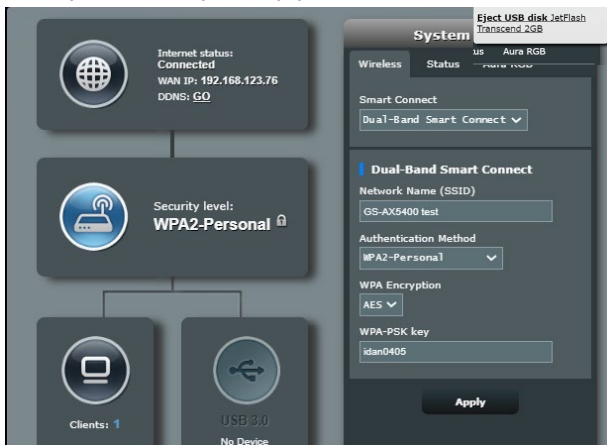 Internet status:
Connected
WAN IP: 192.168.123.76
DDNS: GO
Security level:
WPA2-Personal
Clients: 1
USB 3.0
No Device
Eject USB disk JetFlash
Transcend 2GB
System
us Aura RGB
Wireless Status
Smart Connect
Dual-Band Smart Connect
Dual-Band Smart Connect
Network Name (SSID)
GS-AX5400 test
Authentication Method
WPA2-Personal
WPA Encryption
AES
WPA-PSK key
idan0405
Apply